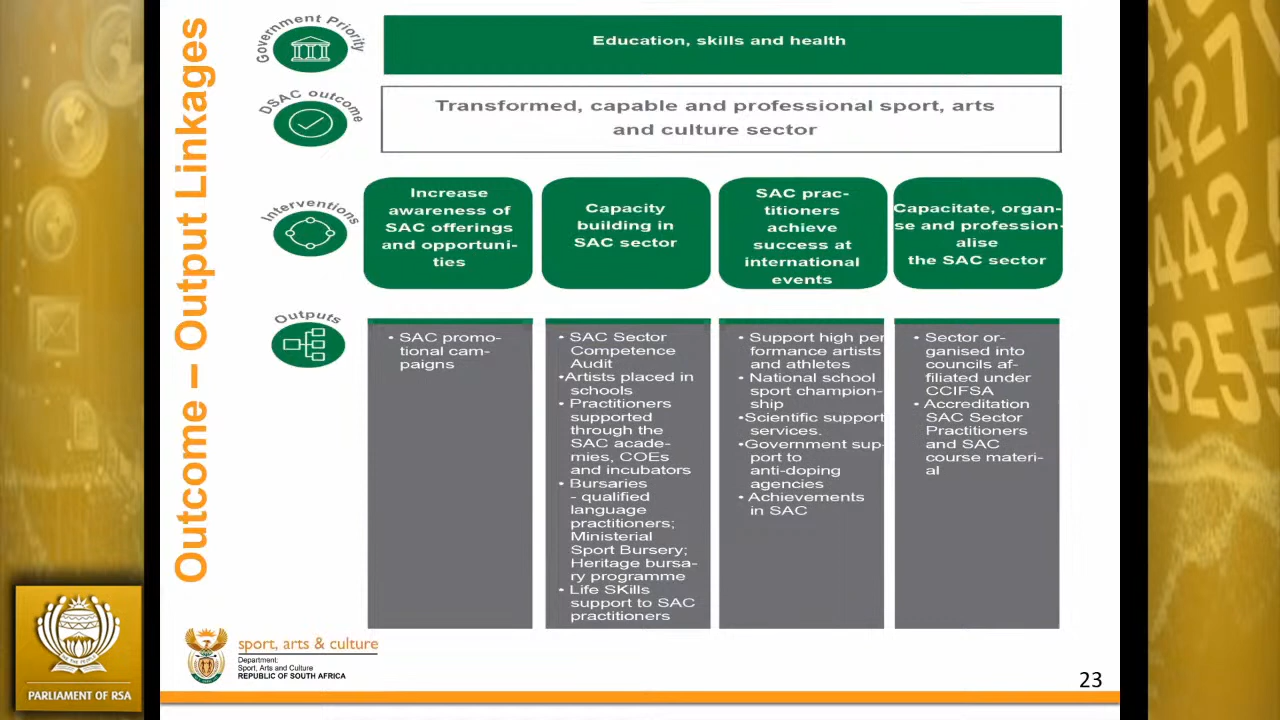 Outcome – Output Linkages
Government Priority
Education, skills and health
DSAC outcome
Transformed, capable and professional sport, arts
and culture sector
Interventions
Increase
awareness of
SAC offerings
and opportuni-
ties
Capacity
building in
SAC sector
SAC prac-
titioners
achieve
success at
international
events
Capacitate, organ-
se and profession-
alise
the SAC sector
Outputs
• SAC promo-
tional cam-
paigns
• SAC Sector
Competence
Audit
•Artists placed in
schools
• Practitioners
supported
through the
SAC acade-
mies, COEs
and incubators
• Bursaries
- qualified
language
practitioners;
Ministerial
Sport Bursery;
Heritage bursa-
ry programme
• Life SKills
support to SAC
practitioners
• Support high per
formance artists
and athletes
• National school
sport champion-
ship
•Scientific support
services.
•Government sup-
port to
anti-doping
agencies
• Achievements
in SAC
• Sector or-
ganised into
councils af-
filiated under
CCIFSA
• Accreditation
SAC Sector
Practitioners
and SAC
course materi-
al
sport, arts & culture
Department:
Sport, Arts and Culture
REPUBLIC OF SOUTH AFRICA
23
PARLIAMENT OF RSA
427
4420
6255